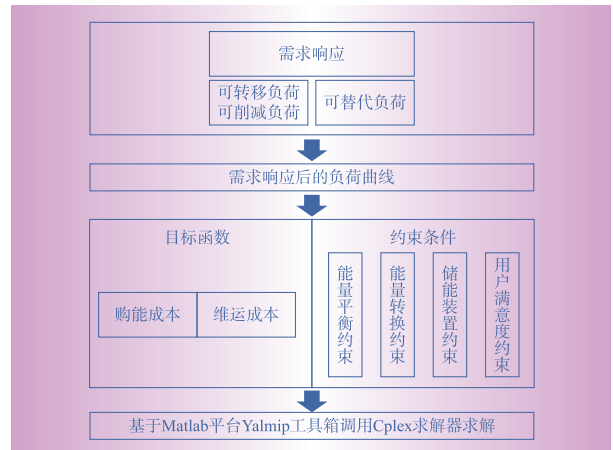 需求响应
可转移负荷
可削减负荷
可替代负荷
需求响应后的负荷曲线
目标函数
购能成本
维运成本
约束条件
能量平衡约束
能量转换约束
储能装置约束
用户满意度约束
基于Matlab平台Yalmip工具箱调用Cplex求解器求解